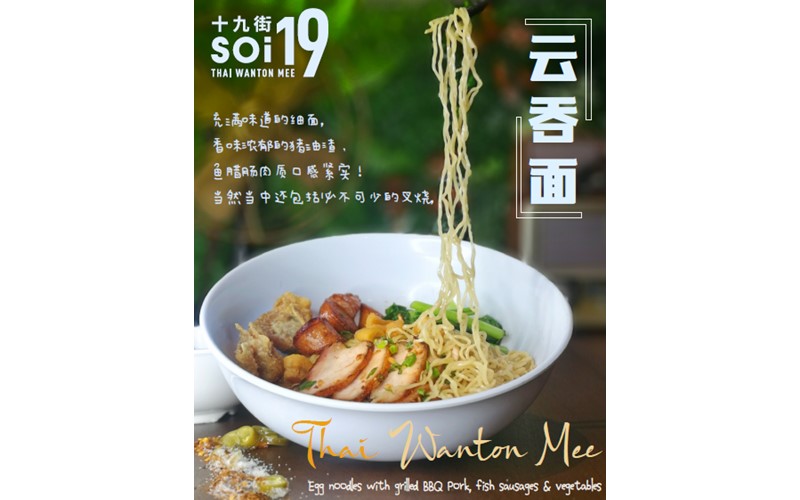 十九街
soi19
THAI WANTON MEE
云吞面
充满味道的细面，
香味浓郁的猪油渣、
鱼腊肠肉质口感紧实！
当然当中还包括必不可少的叉烧。
Thai Wanton Mee
Egg noodles with grilled BBQ Pork, fish sausages & vegetables